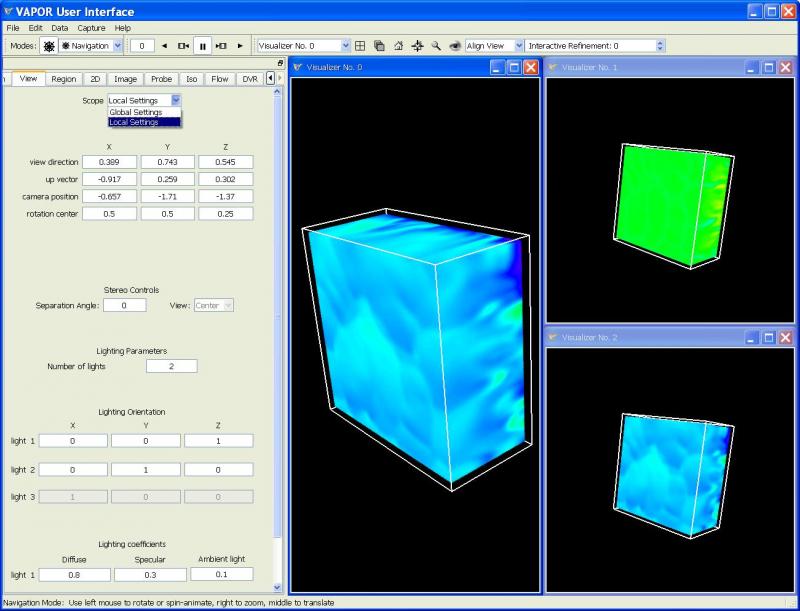 VAPOR User Interface
File Edit Data Capture Help
Modes: Navigation 0 Visualizer No. 0 Align View Interactive Refinement: 0
View Region 2D Image Probe Iso Flow DVR
Visualizer No. 0
Visualizer No. 1
Scope Local Settings
Global Settings
Local Settings
X Y Z
view direction 0.389 0.743 0.545
up vector -0.917 0.259 0.302
camera position -0.657 -1.71 -1.37
rotation center 0.5 0.5 0.25
Stereo Controls
Separation Angle: 0 View: Center
Visualizer No. 2
Lighting Parameters
Number of lights 2
Lighting Orientation
X Y Z
light 1 0 0 1
light 2 0 1 0
light 3 1 0 0
Lighting coefficients
Diffuse Specular Ambient light
light 1 0.8 0.3 0.1
Navigation Mode: Use left mouse to rotate or spin-animate, right to zoom, middle to translate